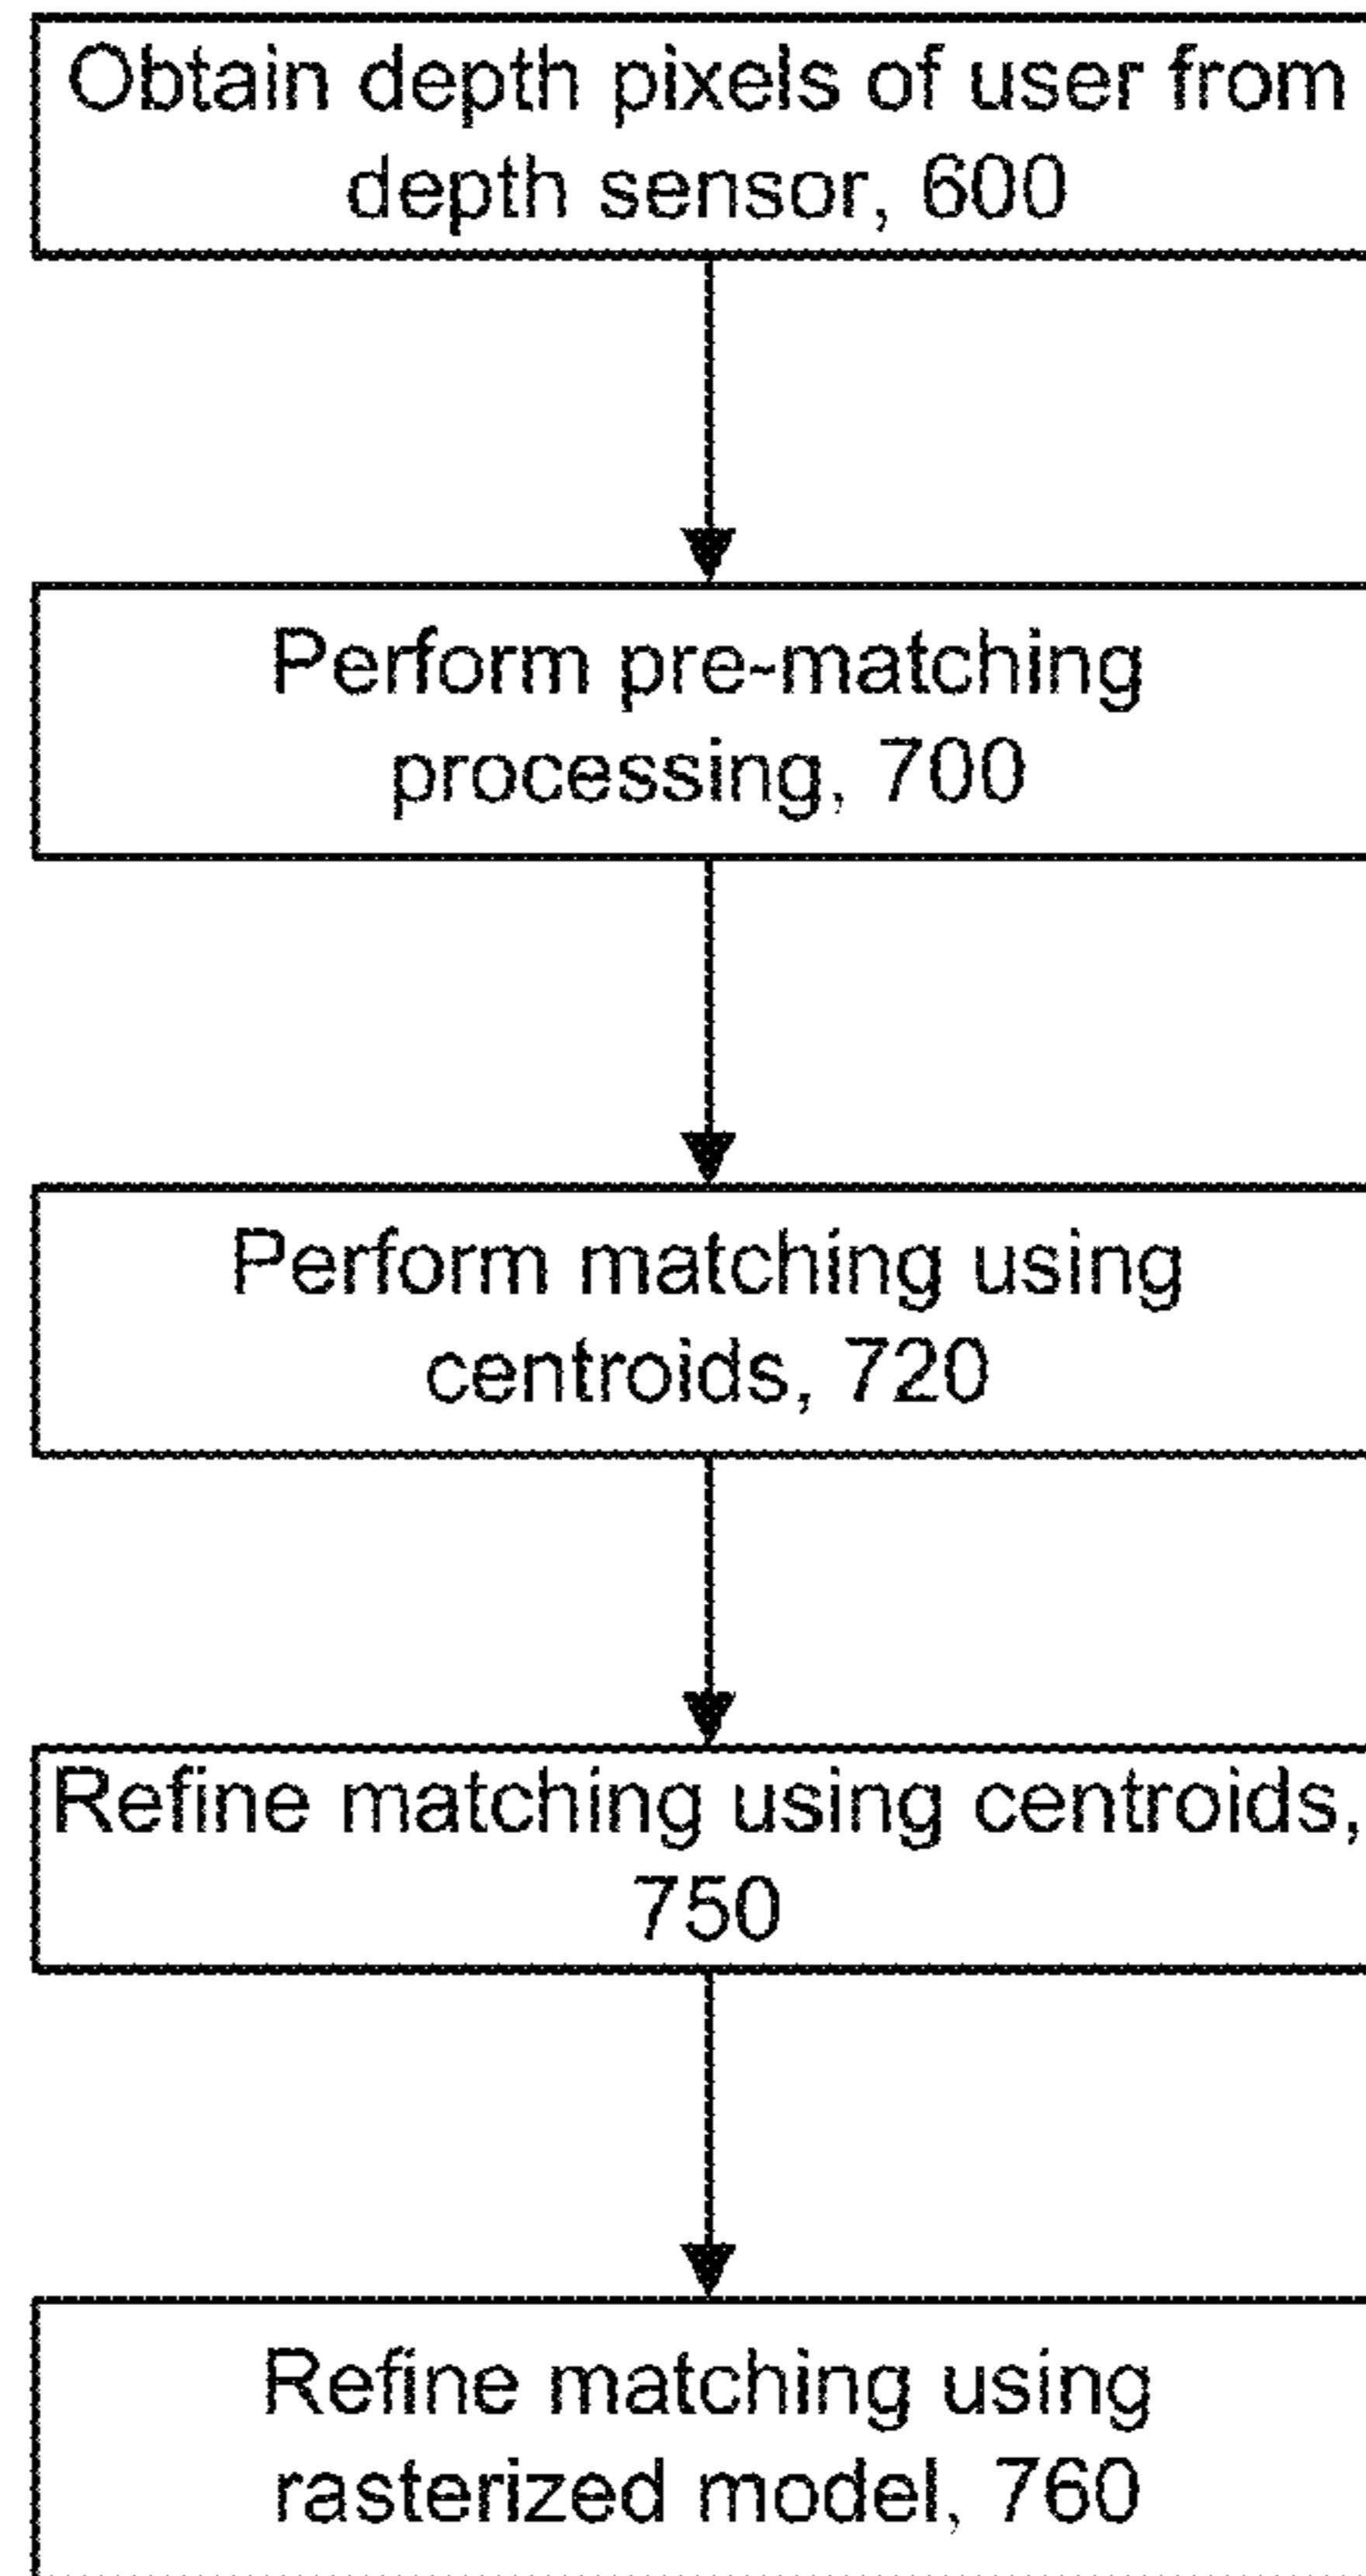 Obtain depth pixels of user from
depth sensor, 600
Perform pre-matching
processing, 700
Perform matching using
centroids, 720
Refine matching using centroids,
750
Refine matching using
rasterized model, 760